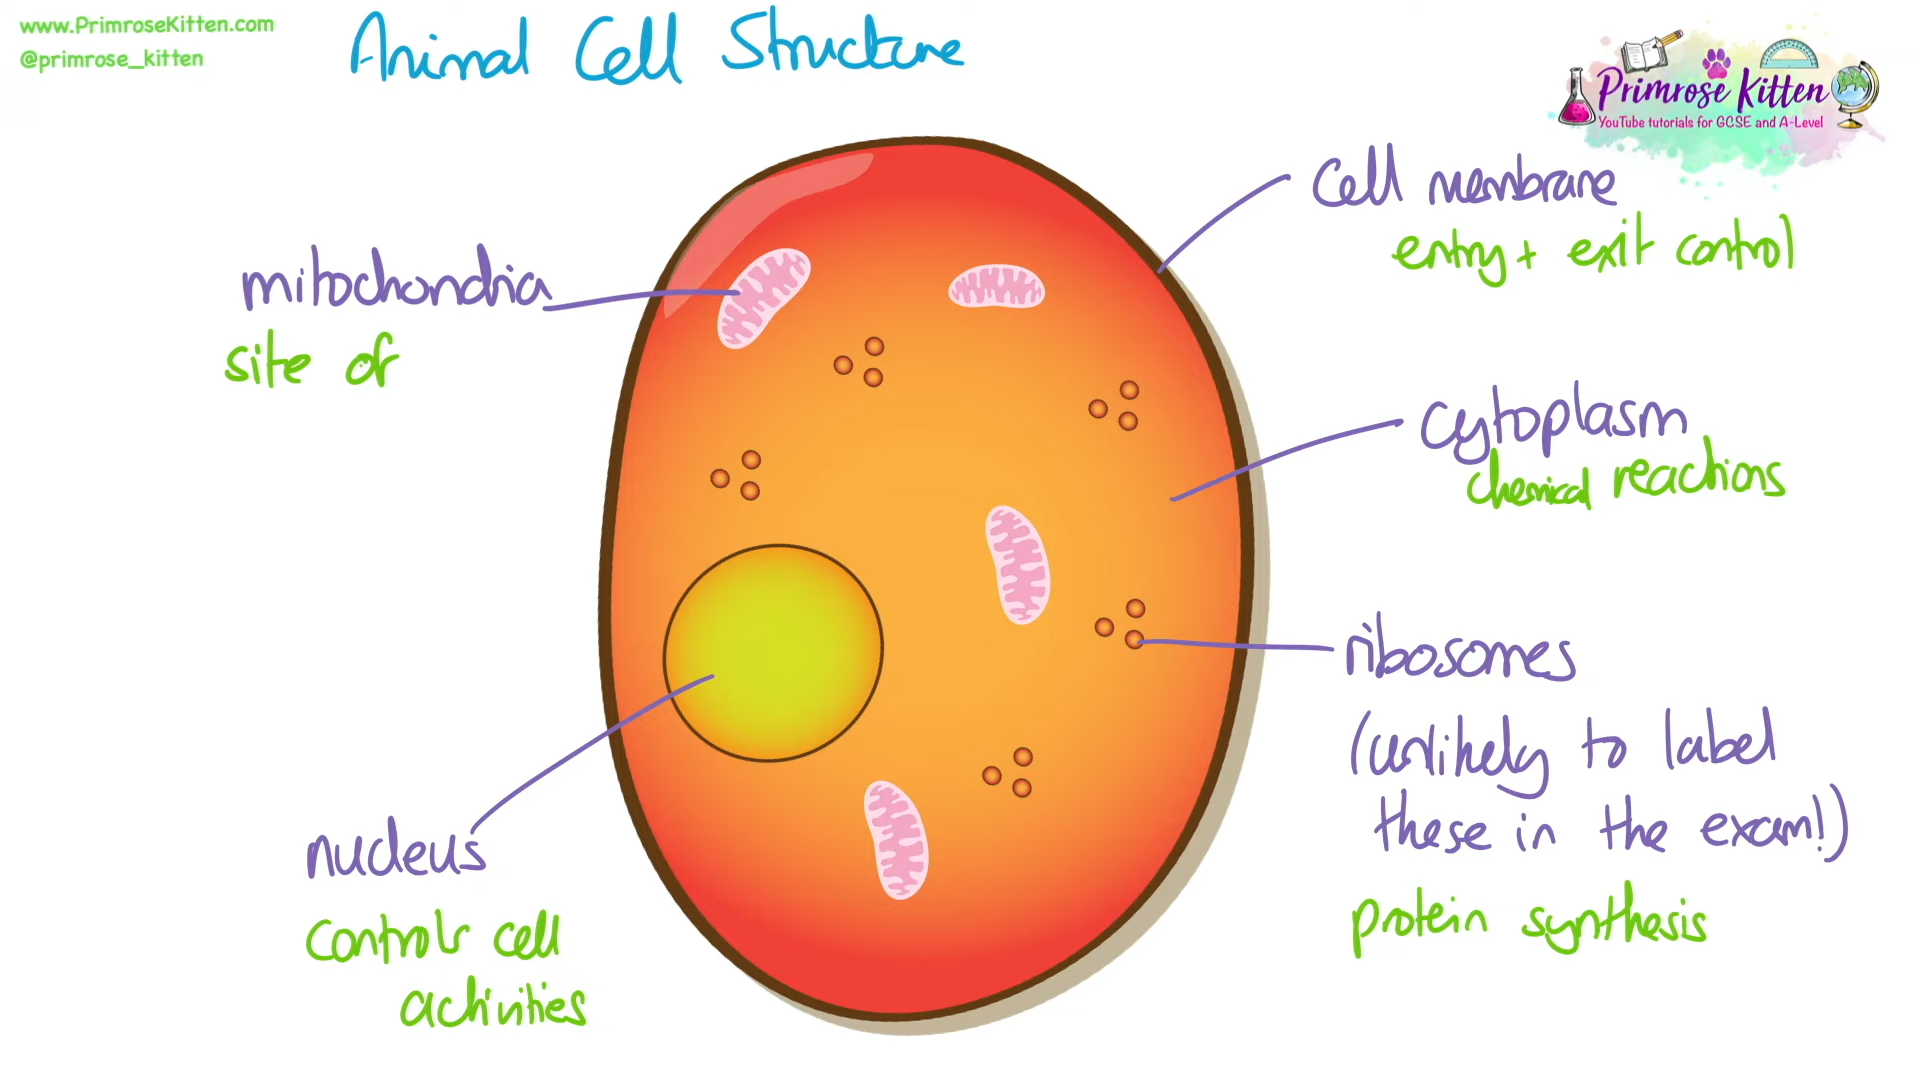 www.PrimroseKitten.com
@primrose_kitten
Animal Cell Structure
Primrose Kitten
YouTube tutorials for GCSE and A-Level
cell membrane
entry + exit control
mitochondria
site of
cytoplasm
chemical reactions
ribosomes
(unlikely to label
these in the exam!)
protein synthesis
nucleus
controls cell
activities